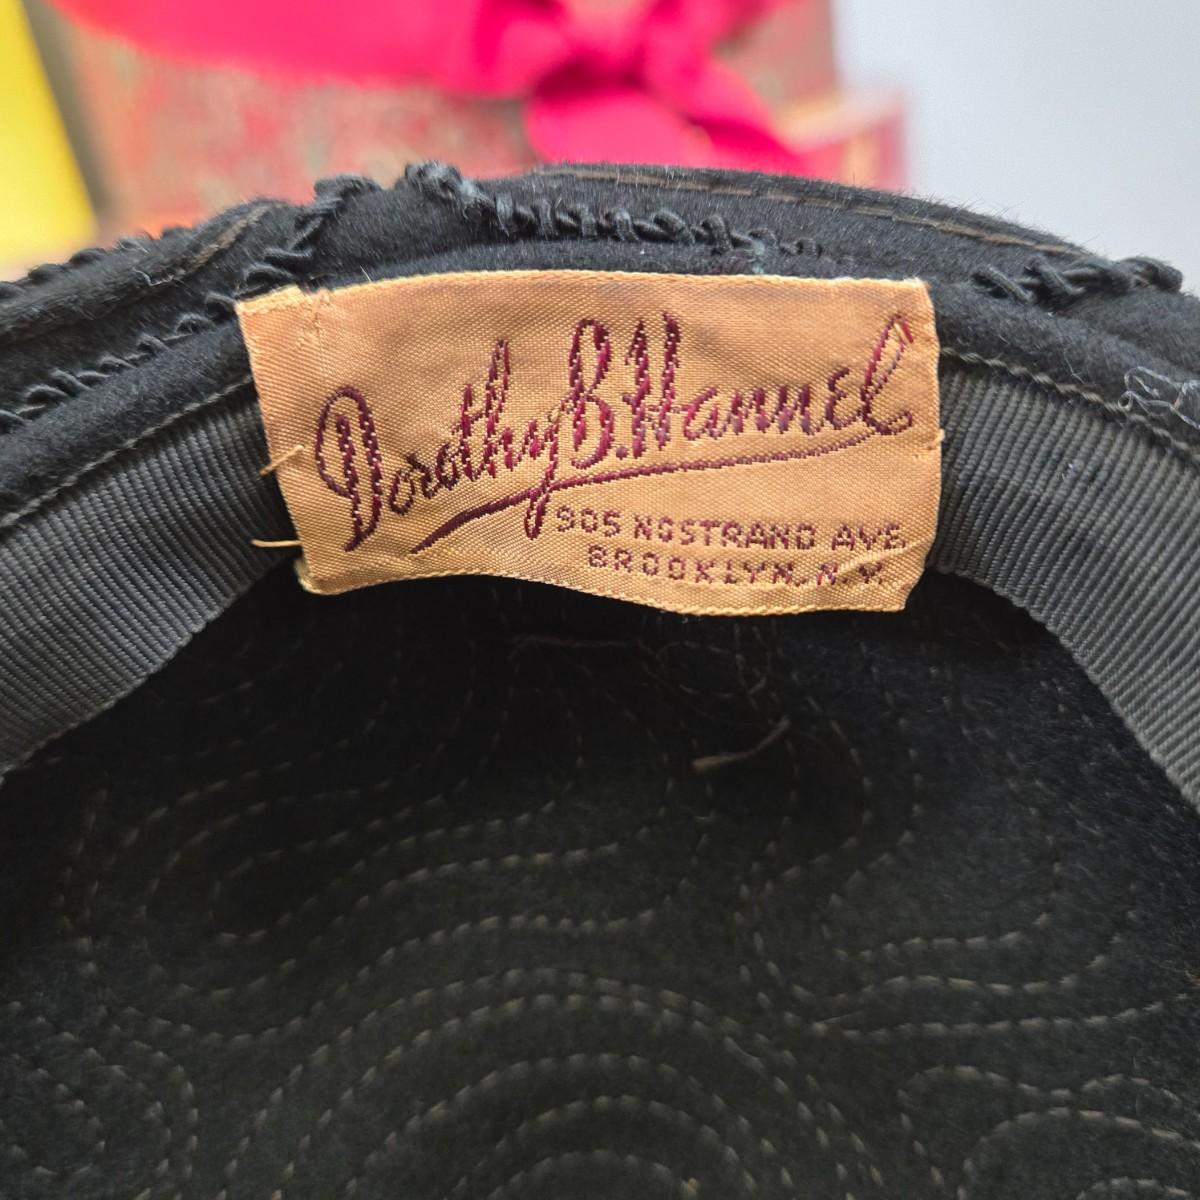 Dorothy B. Hannel
905 NOSTRAND AVE.
BROOKLYN, N.Y.